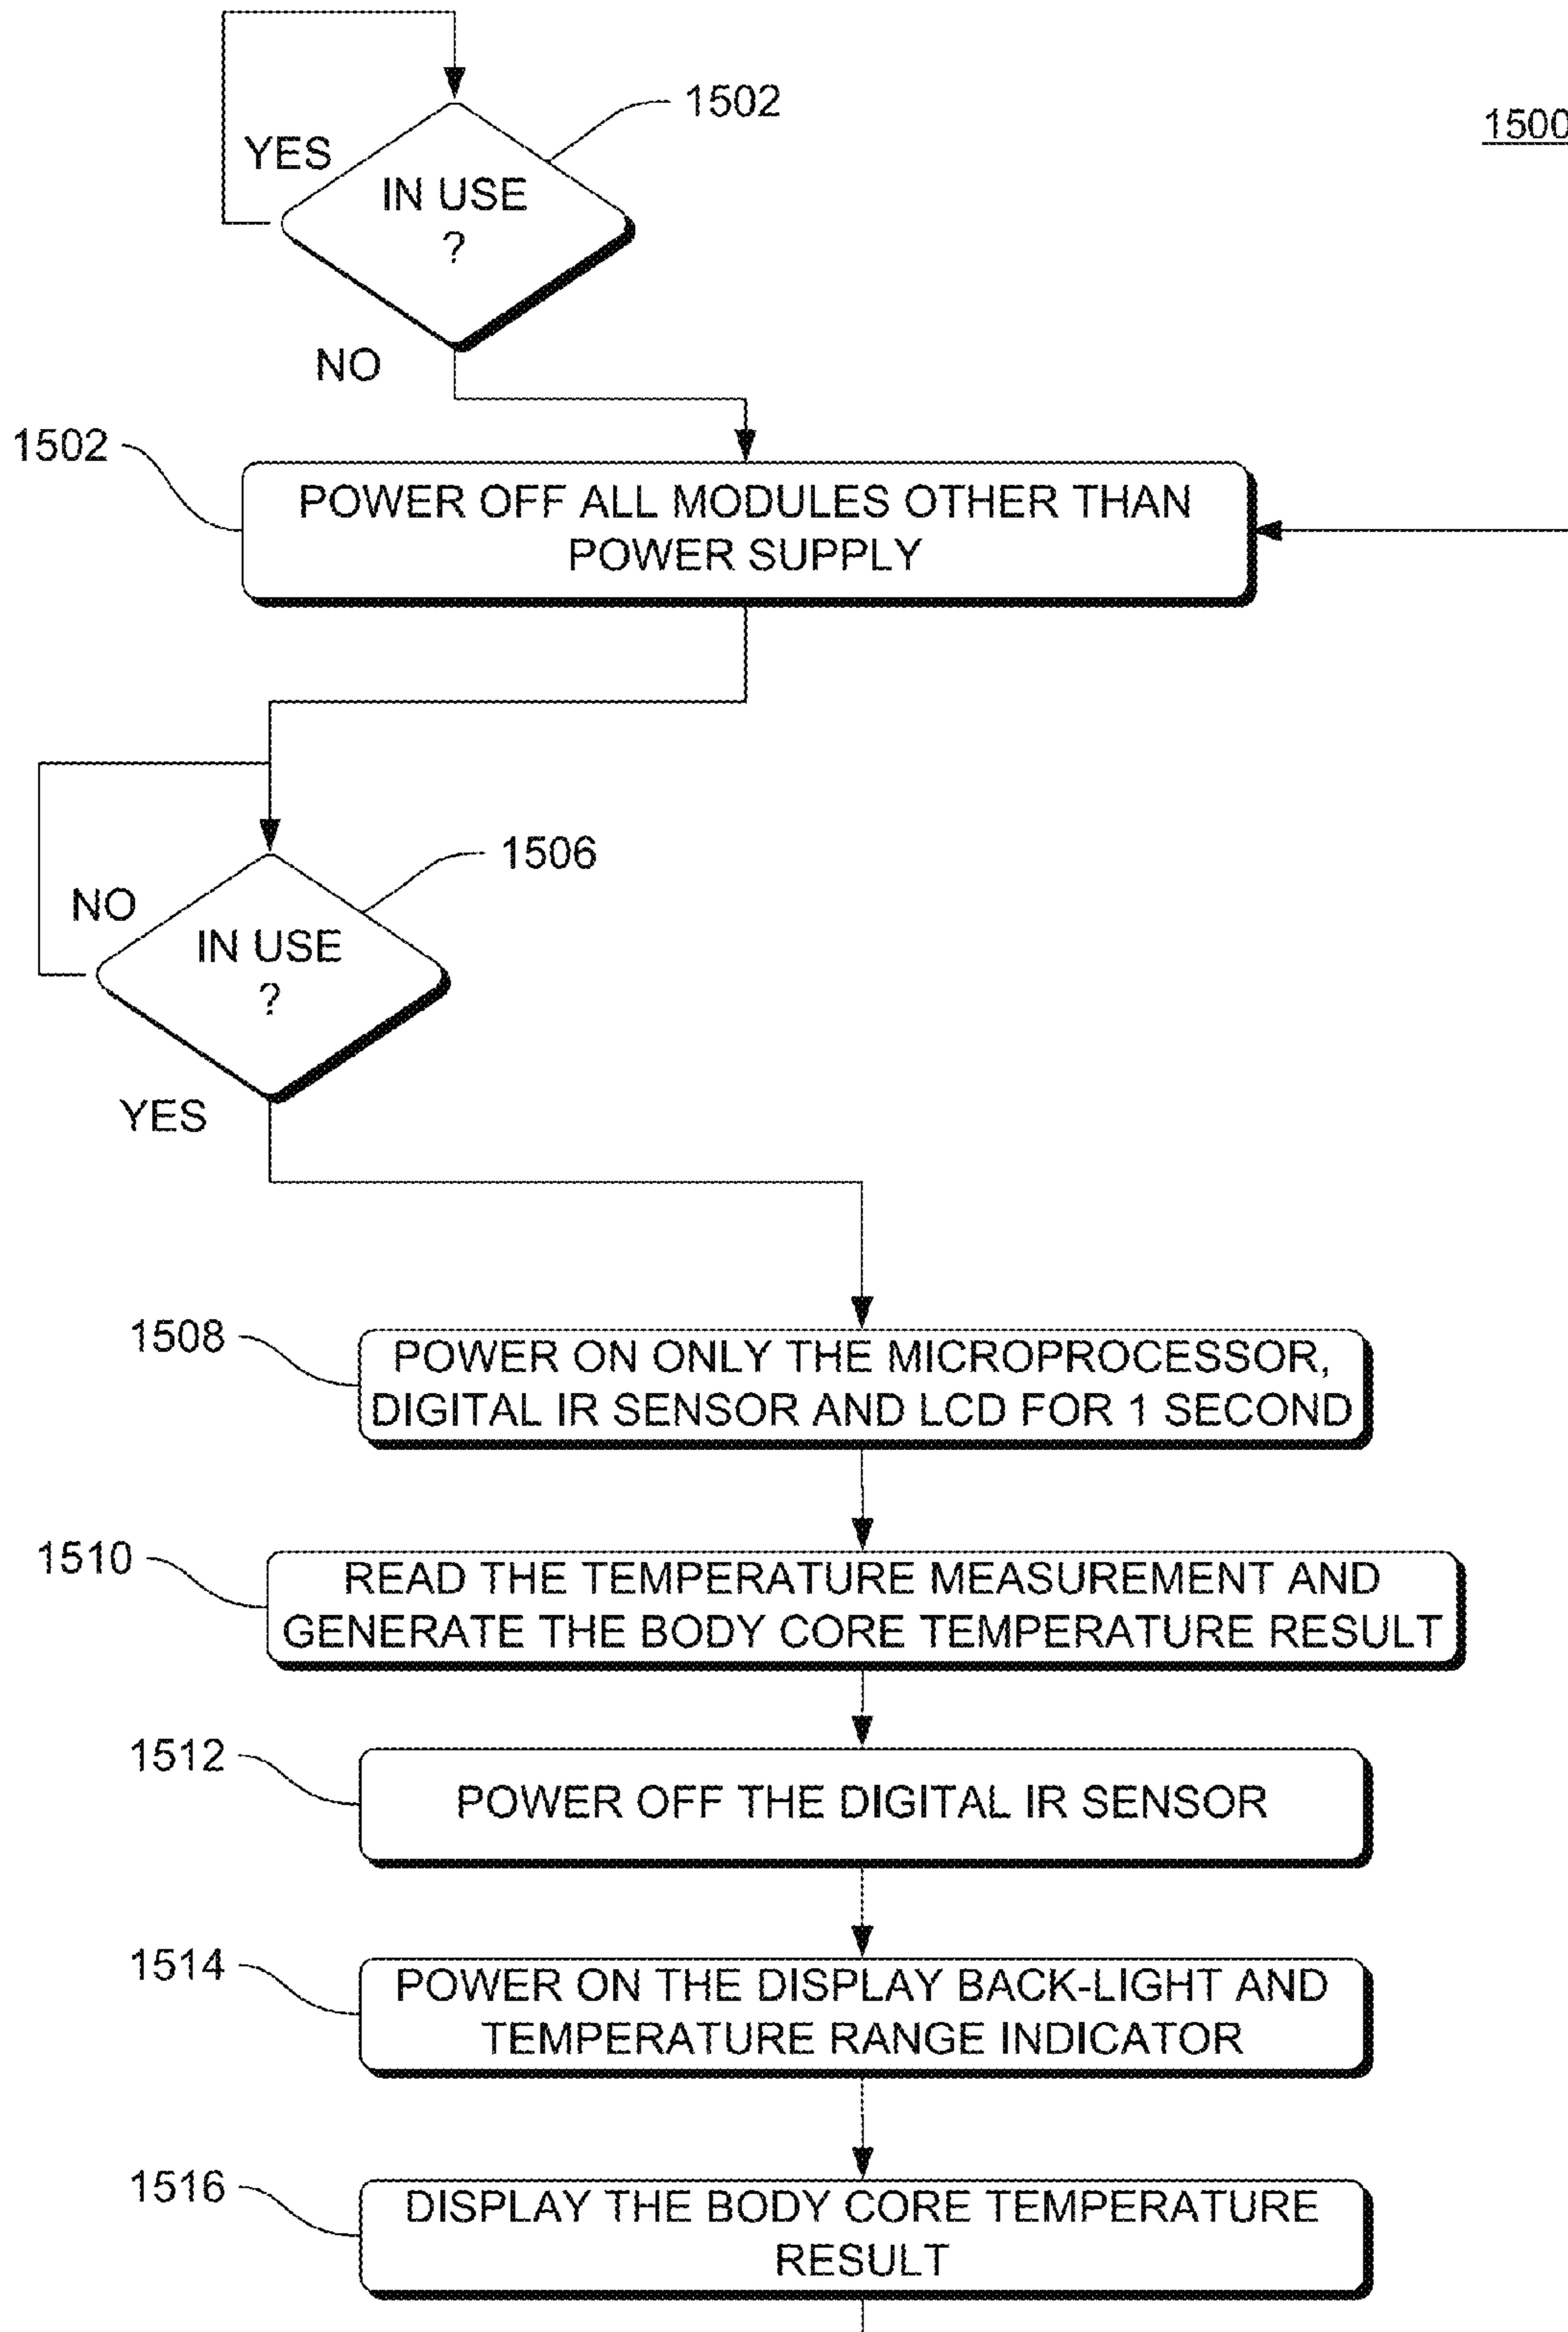 1502
1500
YES
IN USE
?
NO
1502
POWER OFF ALL MODULES OTHER THAN
POWER SUPPLY
1506
NO
IN USE
?
YES
1508
POWER ON ONLY THE MICROPROCESSOR,
DIGITAL IR SENSOR AND LCD FOR 1 SECOND
1510
READ THE TEMPERATURE MEASUREMENT AND
GENERATE THE BODY CORE TEMPERATURE RESULT
1512
POWER OFF THE DIGITAL IR SENSOR
1514
POWER ON THE DISPLAY BACK-LIGHT AND
TEMPERATURE RANGE INDICATOR
1516
DISPLAY THE BODY CORE TEMPERATURE
RESULT